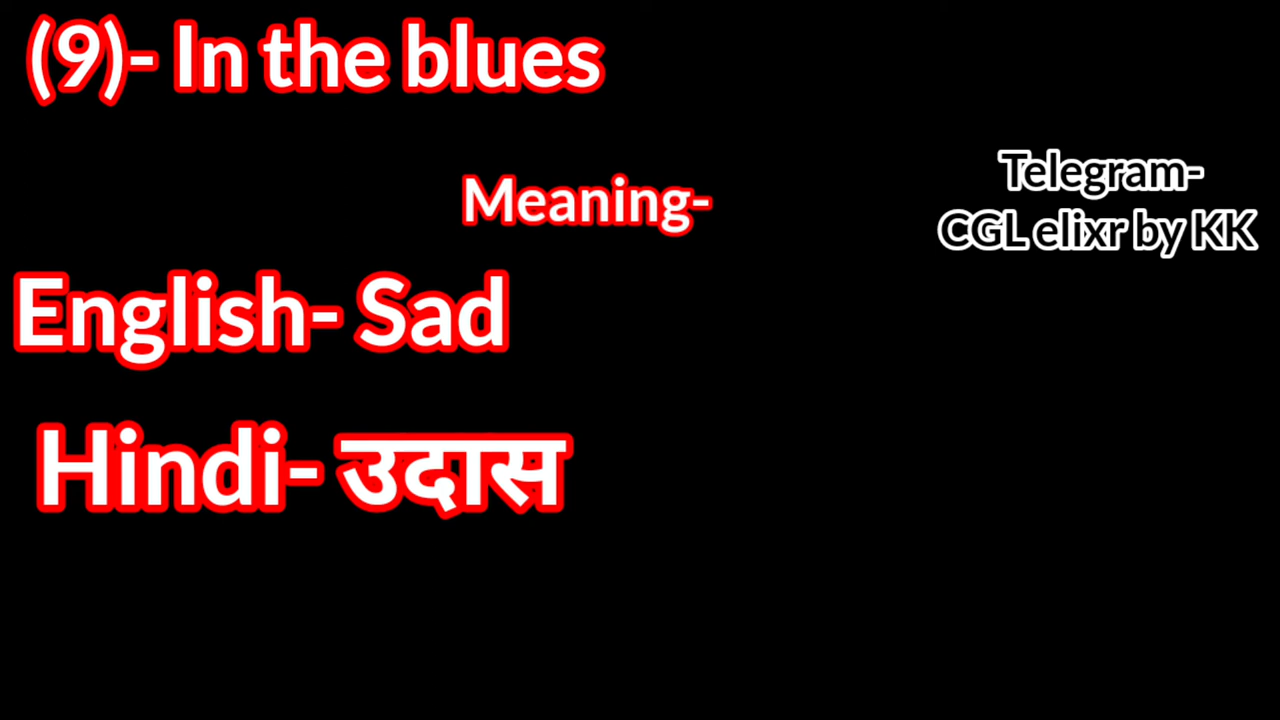 (9)- In the blues
Meaning-
Telegram-
CGL elixr by KK
English- Sad
Hindi- उदास